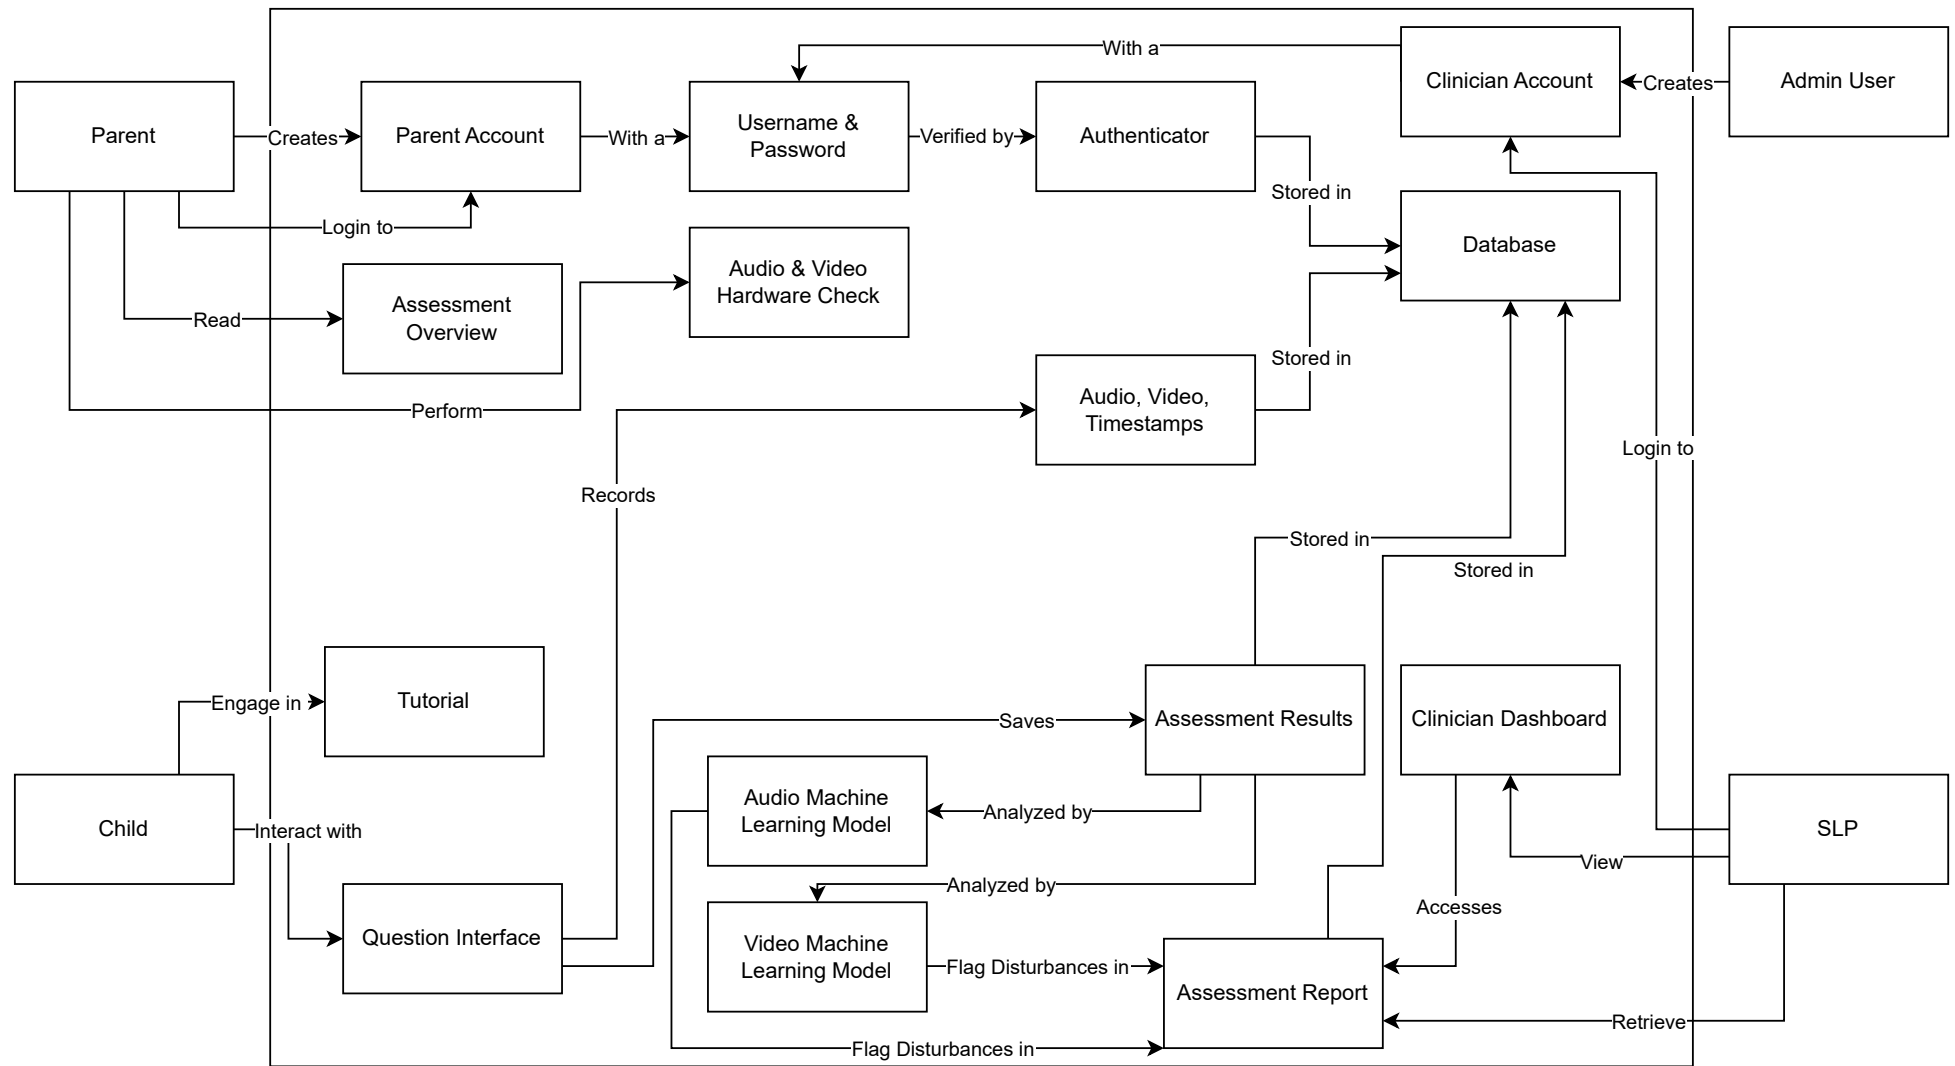 With a
Clinician Account
Creates
Admin User
Parent
Creates
Parent Account
With a
Username &
Password
Verified by
Authenticator
Stored in
Login to
Database
Audio & Video
Hardware Check
Assessment
Overview
Read
Stored in
Perform
Audio, Video,
Timestamps
Login to
Records
Stored in
Stored in
Engage in
Tutorial
Saves
Assessment Results
Clinician Dashboard
Audio Machine
Learning Model
Analyzed by
Child
Interact with
SLP
View
Analyzed by
Accesses
Question Interface
Video Machine
Learning Model
Flag Disturbances in
Assessment Report
Retrieve
Flag Disturbances in